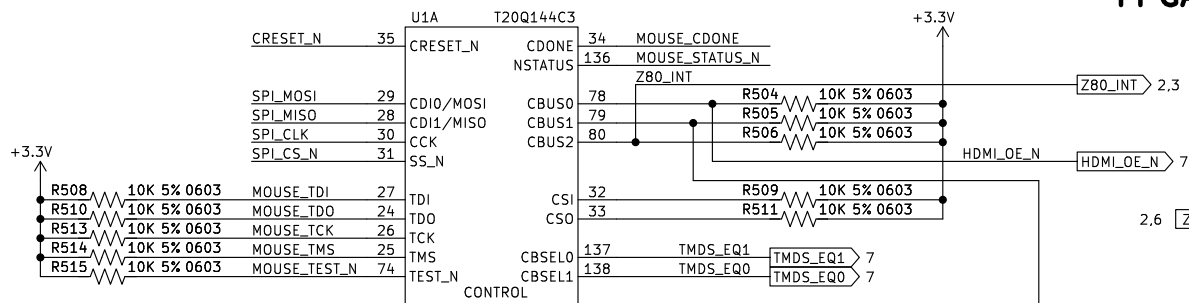 U1A T20Q144C3 +3.3V
CRESET_N 35 CRESET_N CDONE 34 MOUSE_CDONE
NSTATUS 136 MOUSE_STATUS_N
Z80_INT Z80_INT 2,3
SPI_MOSI 29 CDI0/MOSI CBUS0 78 R504 10K 5% 0603
SPI_MISO 28 CDI1/MISO CBUS1 79 R505 10K 5% 0603
SPI_CLK 30 CCK CBUS2 80 R506 10K 5% 0603
SPI_CS_N 31 SS_N HDMI_OE_N HDMI_OE_N 7
+3.3V
R508 10K 5% 0603 MOUSE_TDI 27 TDI CSI 32 R509 10K 5% 0603
R510 10K 5% 0603 MOUSE_TDO 24 TDO CSO 33 R511 10K 5% 0603 2,6
R513 10K 5% 0603 MOUSE_TCK 26 TCK
R514 10K 5% 0603 MOUSE_TMS 25 TMS CBSEL0 137 TMDS_EQ1 TMDS_EQ1 7
R515 10K 5% 0603 MOUSE_TEST_N 74 TEST_N CBSEL1 138 TMDS_EQ0 TMDS_EQ0 7
CONTROL